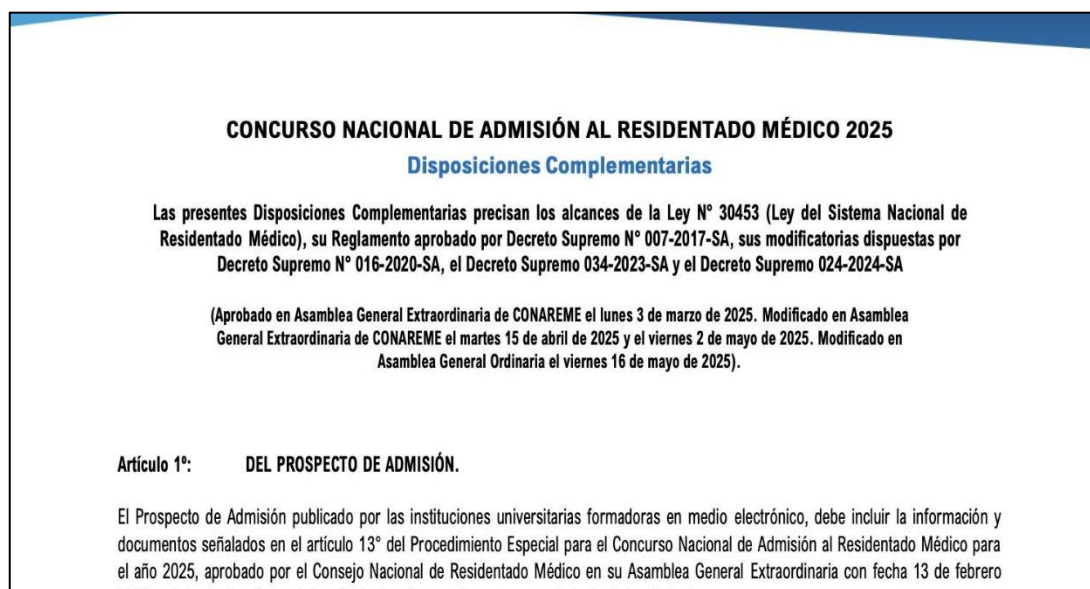 CONCURSO NACIONAL DE ADMISIÓN AL RESIDENTADO MÉDICO 2025
Disposiciones Complementarias
Las presentes Disposiciones Complementarias precisan los alcances de la Ley N° 30453 (Ley del Sistema Nacional de
Residentado Médico), su Reglamento aprobado por Decreto Supremo N° 007-2017-SA, sus modificatorias dispuestas por
Decreto Supremo N° 016-2020-SA, el Decreto Supremo 034-2023-SA y el Decreto Supremo 024-2024-SA
(Aprobado en Asamblea General Extraordinaria de CONAREME el lunes 3 de marzo de 2025. Modificado en Asamblea
General Extraordinaria de CONAREME el martes 15 de abril de 2025 y el viernes 2 de mayo de 2025. Modificado en
Asamblea General Ordinaria el viernes 16 de mayo de 2025).
Artículo 1º: DEL PROSPECTO DE ADMISIÓN.
El Prospecto de Admisión publicado por las instituciones universitarias formadoras en medio electrónico, debe incluir la información y
documentos señalados en el artículo 13° del Procedimiento Especial para el Concurso Nacional de Admisión al Residentado Médico para
el año 2025, aprobado por el Consejo Nacional de Residentado Médico en su Asamblea General Extraordinaria con fecha 13 de febrero